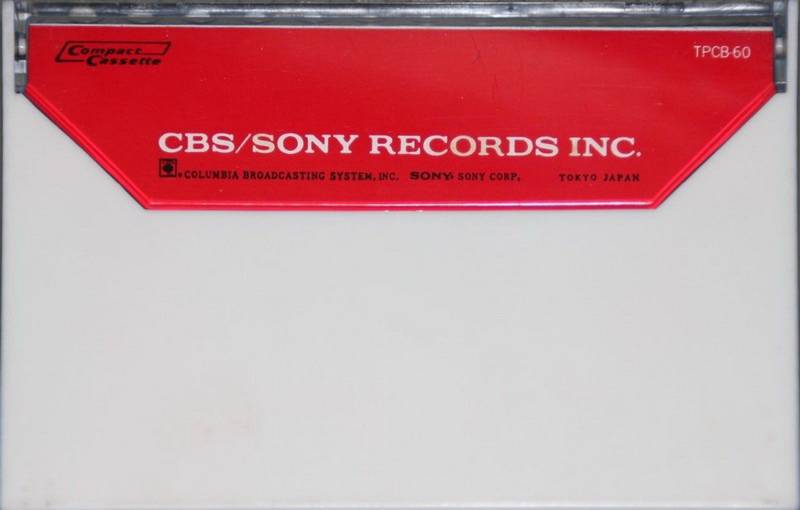 Compact Cassette
TPCB-60
CBS/SONY RECORDS INC.
®COLUMBIA BROADCASTING SYSTEM, INC. SONY® SONY CORP. TOKYO JAPAN